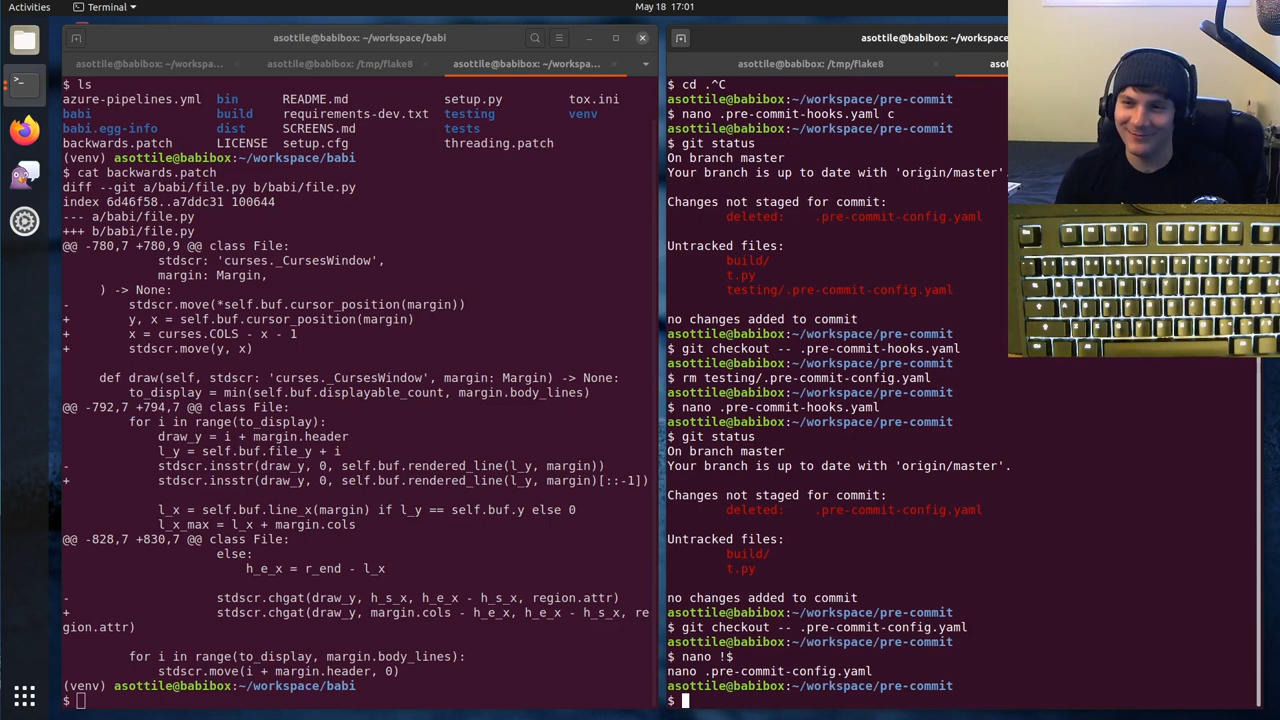 Activities
Terminal
May 18 17:01
asottile@babibox: ~/workspace/babi
asottile@babibox: ~/workspa...
asottile@babibox: /tmp/flake8
asottile@babibox: ~/workspa...
$ ls
azure-pipelines.yml bin README.md setup.py tox.ini
babi build requirements-dev.txt testing venv
babi.egg-info dist SCREENS.md tests
backwards.patch LICENSE setup.cfg threading.patch
(venv) asottile@babibox:~/workspace/babi
$ cat backwards.patch
diff --git a/babi/file.py b/babi/file.py
index 6d46f58..a7ddc31 100644
--- a/babi/file.py
+++ b/babi/file.py
@@ -780,7 +780,9 @@ class File:
stdscr: 'curses._CursesWindow',
margin: Margin,
) -> None:
- stdscr.move(*self.buf.cursor_position(margin))
+ y, x = self.buf.cursor_position(margin)
+ x = curses.COLS - x - 1
+ stdscr.move(y, x)
def draw(self, stdscr: 'curses._CursesWindow', margin: Margin) -> None:
to_display = min(self.buf.displayable_count, margin.body_lines)
@@ -792,7 +794,7 @@ class File:
for i in range(to_display):
draw_y = i + margin.header
l_y = self.buf.file_y + i
- stdscr.insstr(draw_y, 0, self.buf.rendered_line(l_y, margin))
+ stdscr.insstr(draw_y, 0, self.buf.rendered_line(l_y, margin)[::-1])
l_x = self.buf.line_x(margin) if l_y == self.buf.y else 0
l_x_max = l_x + margin.cols
@@ -828,7 +830,7 @@ class File:
else:
h_e_x = r_end - l_x
- stdscr.chgat(draw_y, h_s_x, h_e_x - h_s_x, region.attr)
+ stdscr.chgat(draw_y, margin.cols - h_e_x, h_e_x - h_s_x, re
gion.attr)
for i in range(to_display, margin.body_lines):
stdscr.move(i + margin.header, 0)
(venv) asottile@babibox:~/workspace/babi
$
asottile@babibox: ~/workspace/
asottile@babibox: /tmp/flake8
aso
$ cd .^C
asottile@babibox:~/workspace/pre-commit
$ nano .pre-commit-hooks.yaml c
asottile@babibox:~/workspace/pre-commit
$ git status
On branch master
Your branch is up to date with 'origin/master'.
Changes not staged for commit:
deleted: .pre-commit-config.yaml
Untracked files:
build/
t.py
testing/.pre-commit-config.yaml
no changes added to commit
asottile@babibox:~/workspace/pre-commit
$ git checkout -- .pre-commit-hooks.yaml
asottile@babibox:~/workspace/pre-commit
$ rm testing/.pre-commit-config.yaml
asottile@babibox:~/workspace/pre-commit
$ nano .pre-commit-hooks.yaml
asottile@babibox:~/workspace/pre-commit
$ git status
On branch master
Your branch is up to date with 'origin/master'.
Changes not staged for commit:
deleted: .pre-commit-config.yaml
Untracked files:
build/
t.py
no changes added to commit
asottile@babibox:~/workspace/pre-commit
$ git checkout -- .pre-commit-config.yaml
asottile@babibox:~/workspace/pre-commit
$ nano !$
nano .pre-commit-config.yaml
asottile@babibox:~/workspace/pre-commit
$